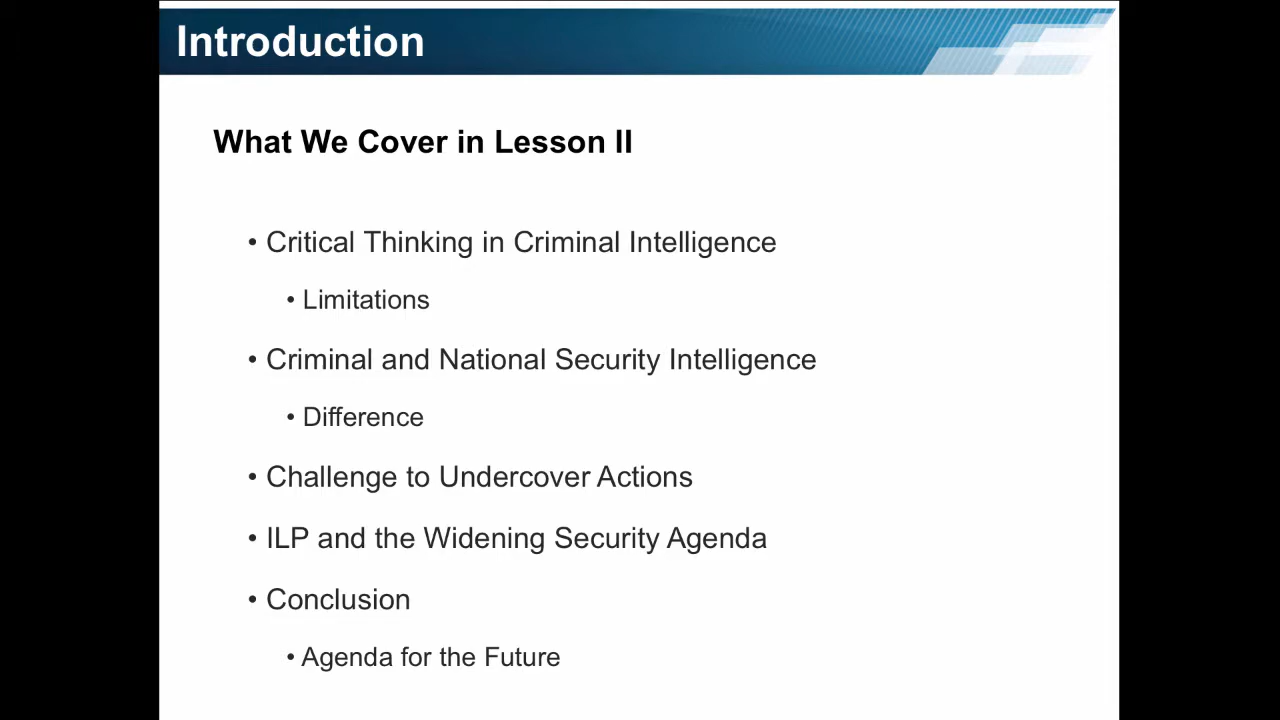 Introduction
What We Cover in Lesson II
• Critical Thinking in Criminal Intelligence
• Limitations
• Criminal and National Security Intelligence
• Difference
• Challenge to Undercover Actions
• ILP and the Widening Security Agenda
• Conclusion
• Agenda for the Future